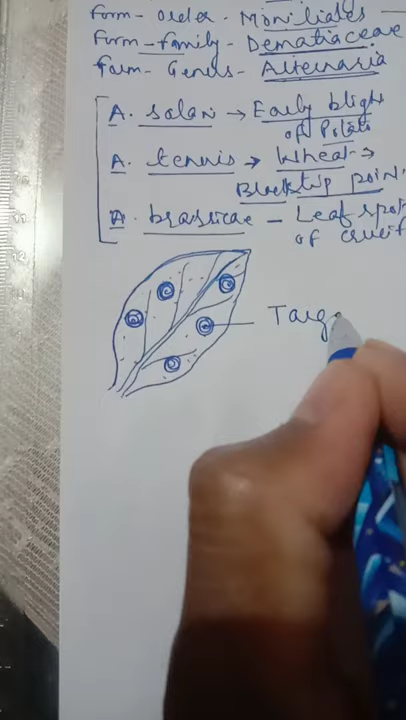 Form - Order - Moniliales
Form - family - Dematiaceae
Form - Genus - Alternaria
A. solani → Early blight
of Potato
A. tennis → Wheat →
Black tip point
A. brassicae - Leaf spot
of crucif
Targ